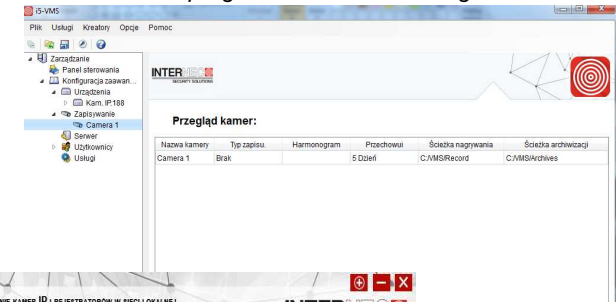 i5-VMS
Plik Usługi Kreatory Opcje Pomoc
Zarządzanie
Panel sterowania
Konfiguracja zaawan...
Urządzenia
Kam. IP.188
Zapisywanie
Camera 1
Serwer
Użytkownicy
Usługi
INTERNEC
SECURITY SOLUTIONS
Przegląd kamer:
Nazwa kamery Typ zapisu. Harmonogram Przechowui Ścieżka nagrywania Ścieżka archiwizacji
Camera 1 Brak 5 Dzień C:/VMS/Record C:/VMS/Archives
NIE KAMER IP I REJESTRATORÓW W SIECI LOKALNEJ